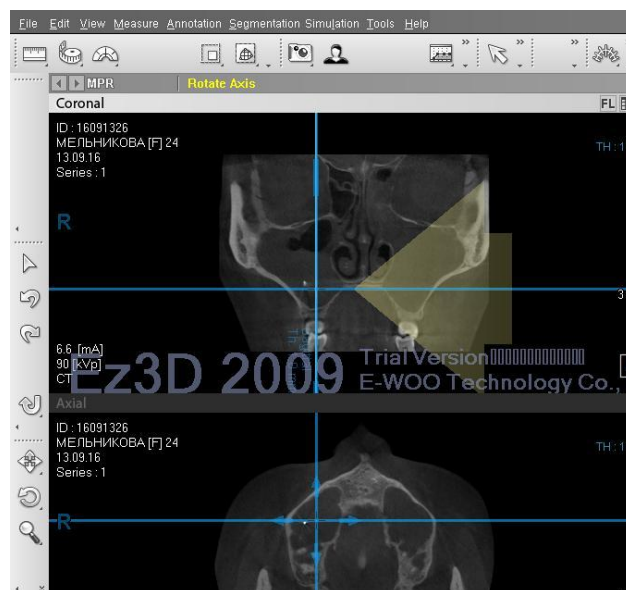 File Edit View Measure Annotation Segmentation Simulation Tools Help
MPR Rotate Axis
Coronal FL
ID : 16091326
МЕЛЬНИКОВА [F] 24
13.09.16
Series : 1
TH : 1
R
3
6.6 [mA]
90 [kVp]
CT
Ez3D 2009 Trial Version
E-WOO Technology Co.,
Axial
ID : 16091326
МЕЛЬНИКОВА [F] 24
13.09.16
Series : 1
TH : 1
R